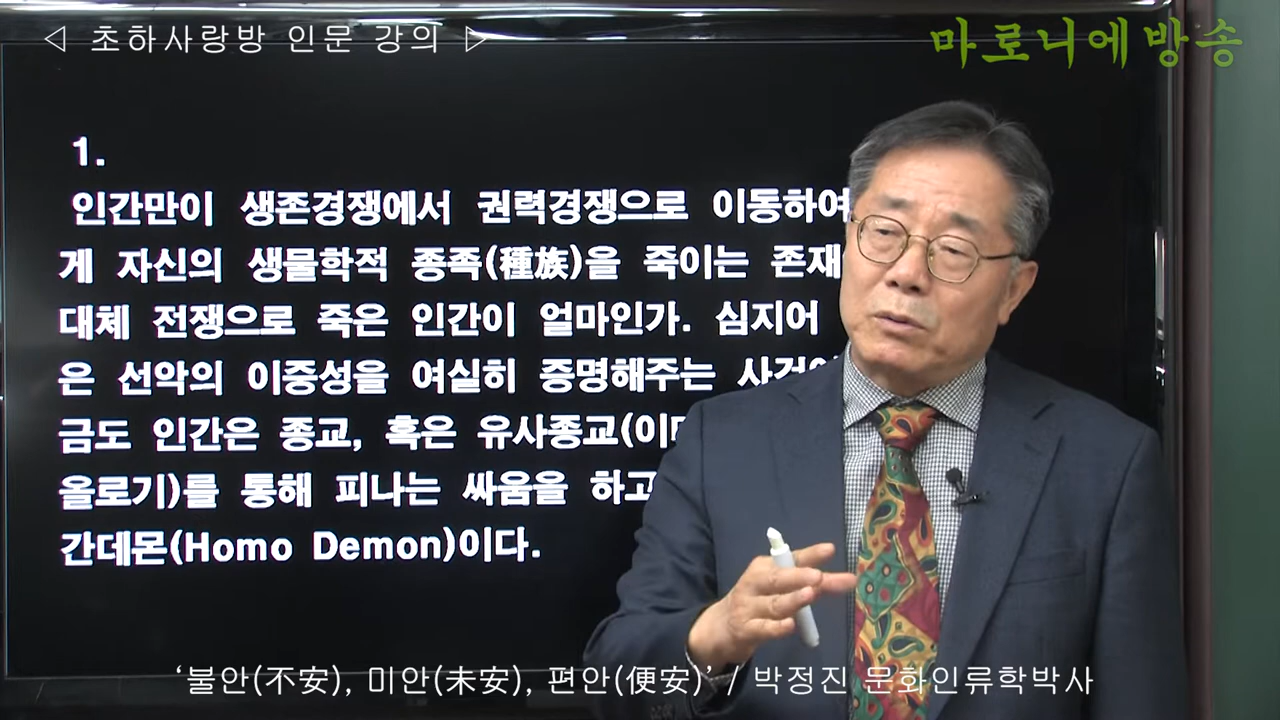 ◁ 초하사랑방 인문 강의 ▷
마로니에방송
1.
인간만이 생존경쟁에서 권력경쟁으로 이동하여
게 자신의 생물학적 종족(種族)을 죽이는 존재
대체 전쟁으로 죽은 인간이 얼마인가. 심지어
은 선악의 이중성을 여실히 증명해주는
금도 인간은 종교, 혹은 유사종교(이데
올로기)를 통해 피나는 싸움을 하고
간데몬(Homo Demon)이다.
‘불안(不安), 미안(未安), 편안(便安)’ / 박정진 문화인류학박사